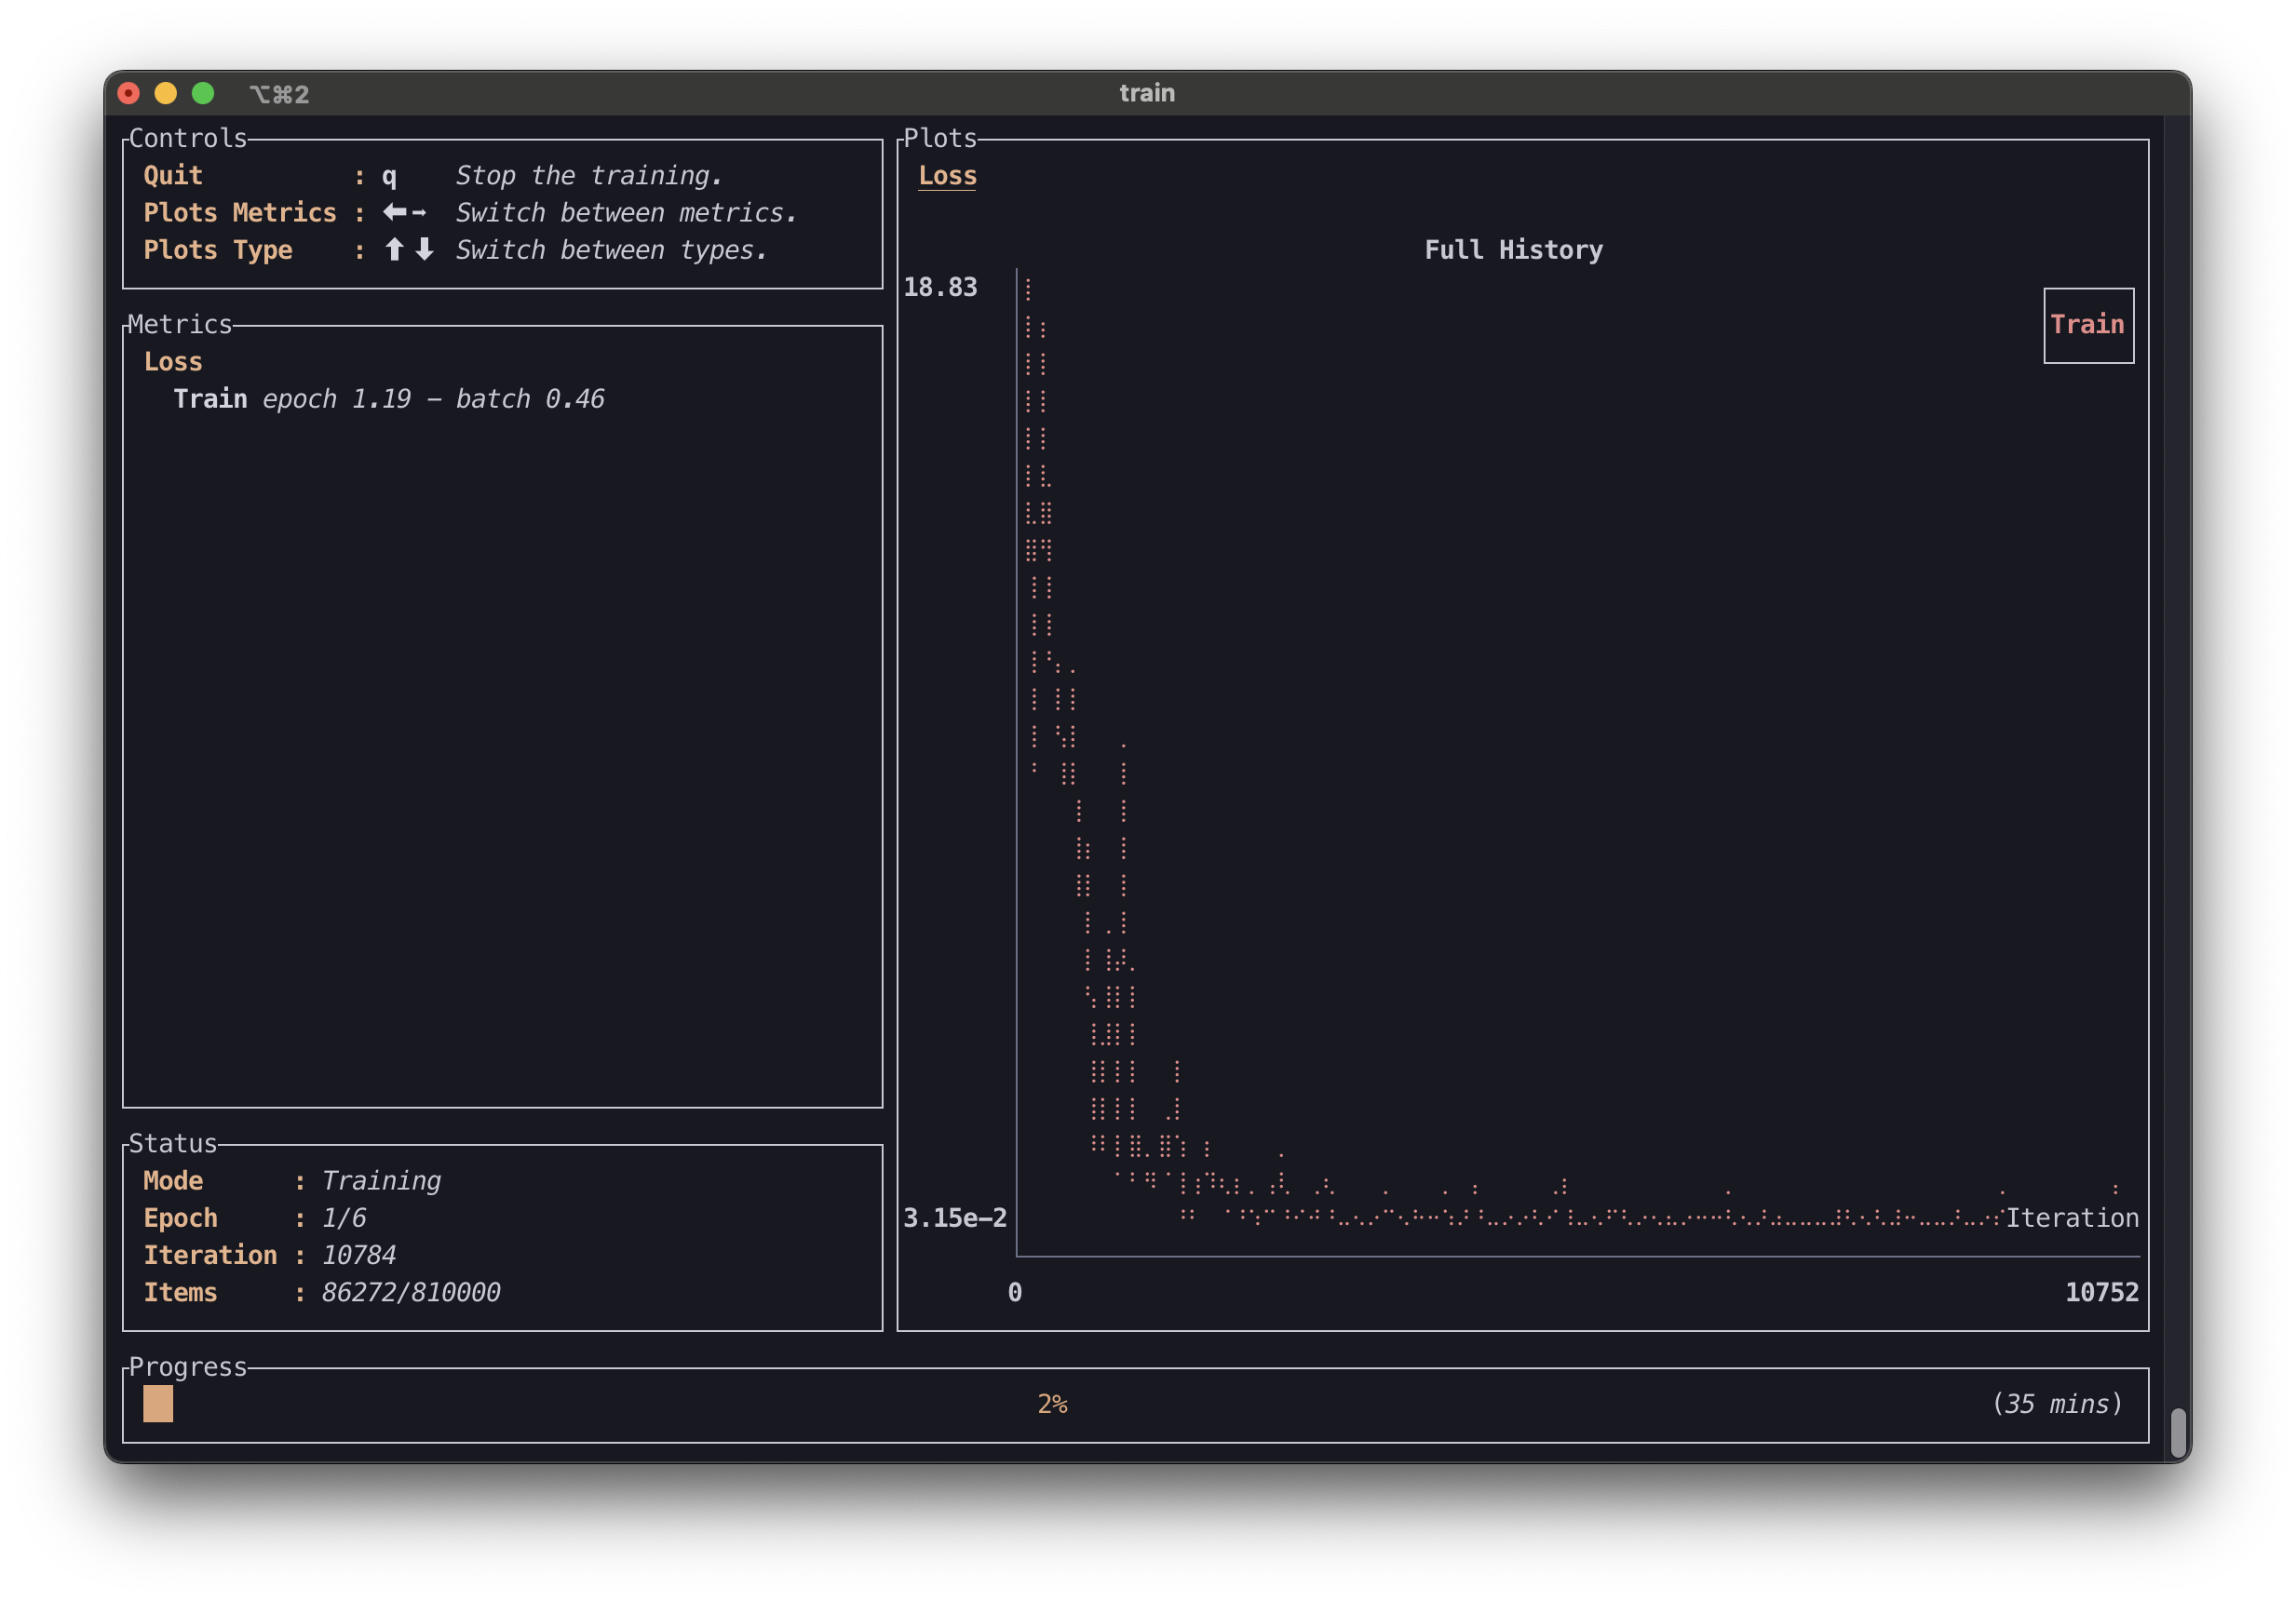 ⌥⌘2 train
Controls
Quit : q Stop the training.
Plots Metrics : ⬅➡ Switch between metrics.
Plots Type : ⬆⬇ Switch between types.
Metrics
Loss
Train epoch 1.19 - batch 0.46
Status
Mode : Training
Epoch : 1/6
Iteration : 10784
Items : 86272/810000
Plots
Loss
Full History
18.83
Train
3.15e-2
Iteration
0 10752
Progress
2% (35 mins)